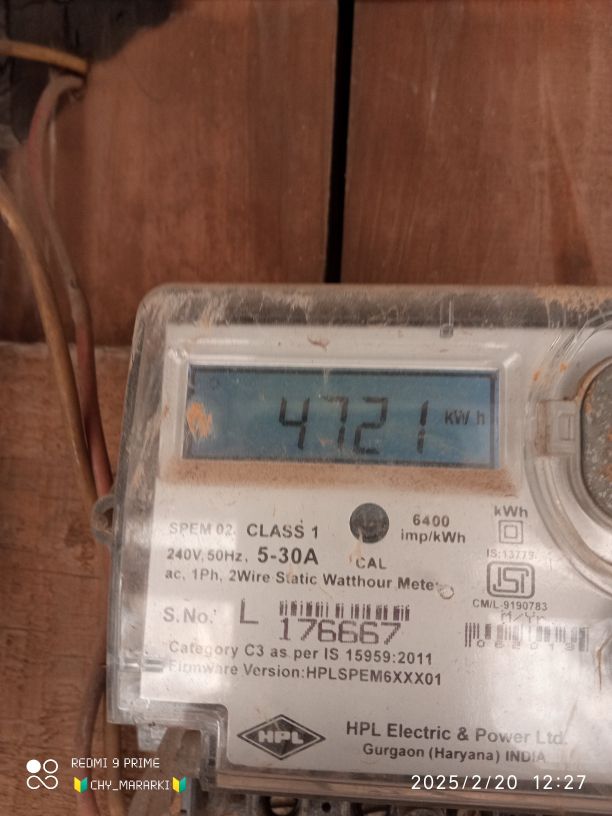 4721 kWh
SPEM 02. CLASS 1
6400 imp/kWh
kWh
240V, 50Hz, 5-30A
CAL
IS:13779
ac, 1Ph, 2Wire Static Watthour Meter
ISI
CM/L-9190783
M/Yr
S.No: L 176667
062018
Category C3 as per IS 15959:2011
Firmware Version:HPLSPEM6XXX01
HPL
HPL Electric & Power Ltd.
Gurgaon (Haryana) INDIA
REDMI 9 PRIME
🔰CHY_MARARKI🔰
2025/2/20 12:27